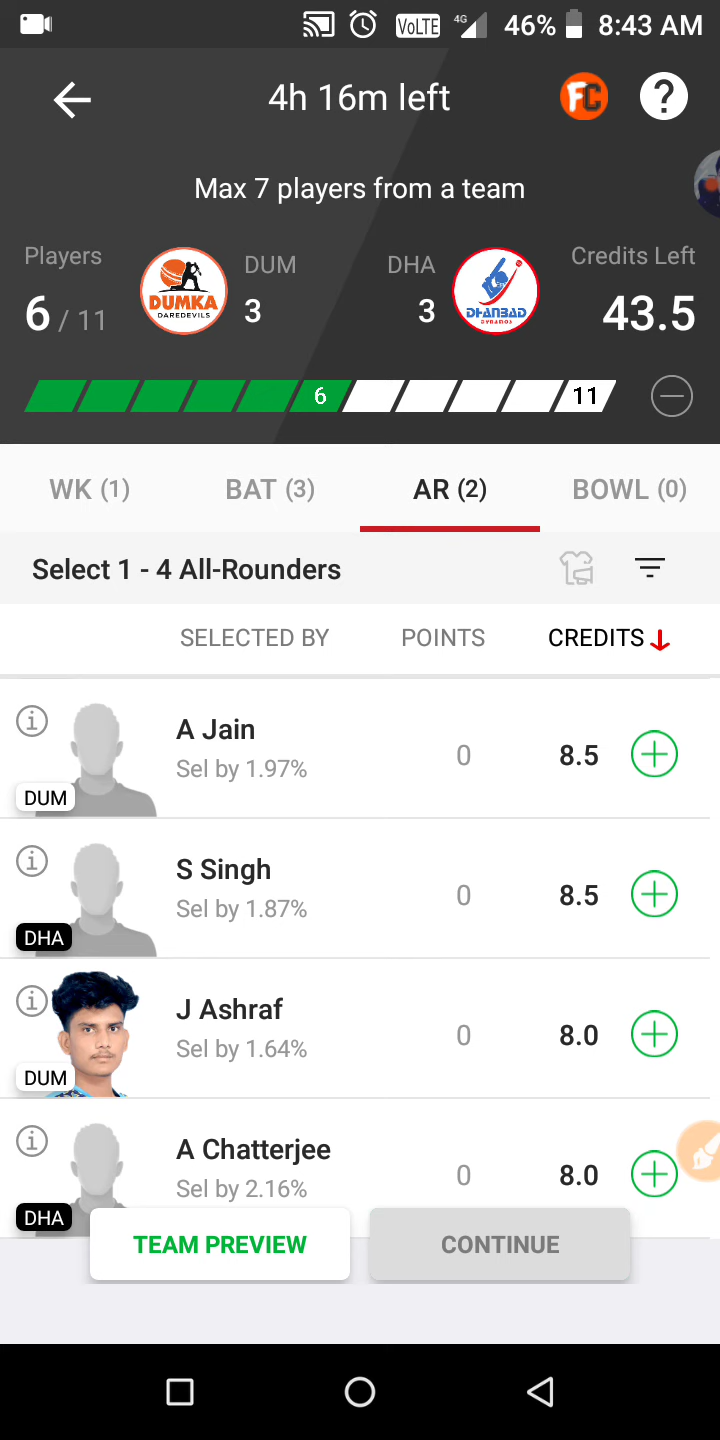 VoLTE 4G 46% 8:43 AM
4h 16m left FC ?
Max 7 players from a team
Players DUM DHA Credits Left
6 / 11 DUMKA DAREDEVILS 3 3 DHANBAD DYNAMOS 43.5
6 11
WK (1) BAT (3) AR (2) BOWL (0)
Select 1 - 4 All-Rounders
SELECTED BY POINTS CREDITS
A Jain
Sel by 1.97% 0 8.5
DUM
S Singh
Sel by 1.87% 0 8.5
DHA
J Ashraf
Sel by 1.64% 0 8.0
DUM
A Chatterjee
Sel by 2.16% 0 8.0
DHA
TEAM PREVIEW CONTINUE